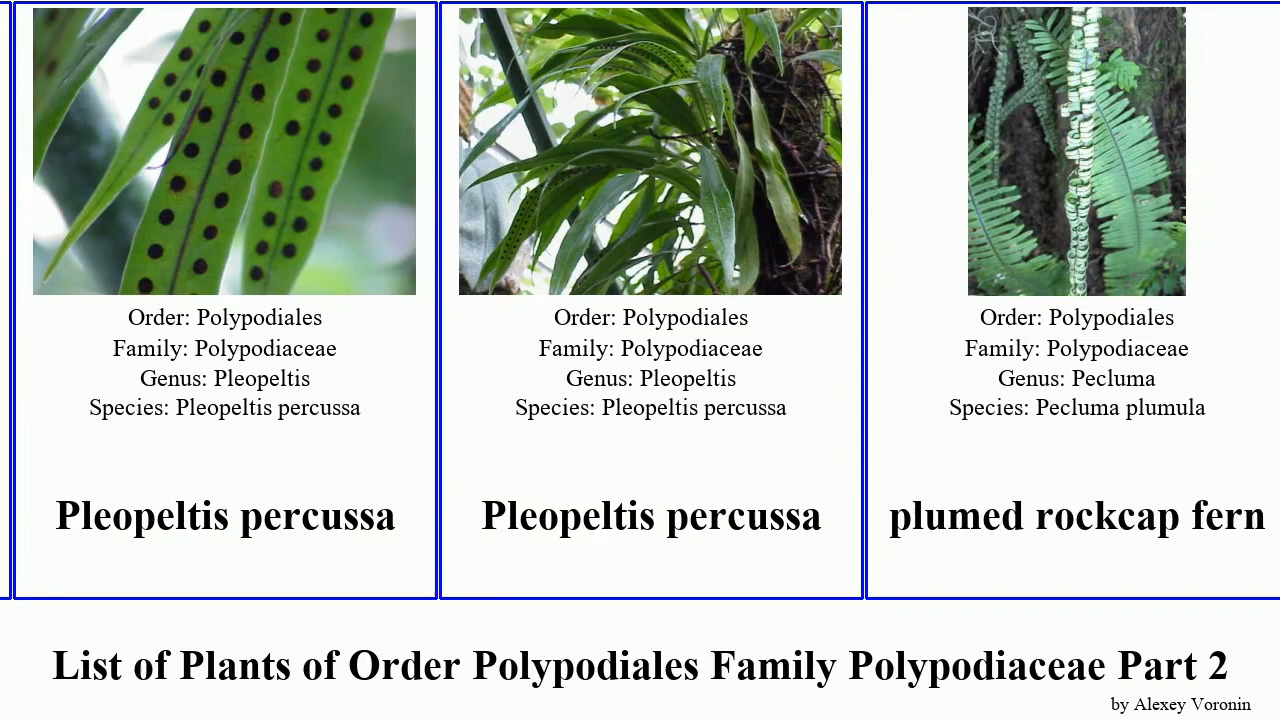 Order: Polypodiales
Family: Polypodiaceae
Genus: Pleopeltis
Species: Pleopeltis percussa
Pleopeltis percussa
Order: Polypodiales
Family: Polypodiaceae
Genus: Pleopeltis
Species: Pleopeltis percussa
Pleopeltis percussa
Order: Polypodiales
Family: Polypodiaceae
Genus: Pecluma
Species: Pecluma plumula
plumed rockcap fern
List of Plants of Order Polypodiales Family Polypodiaceae Part 2
by Alexey Voronin